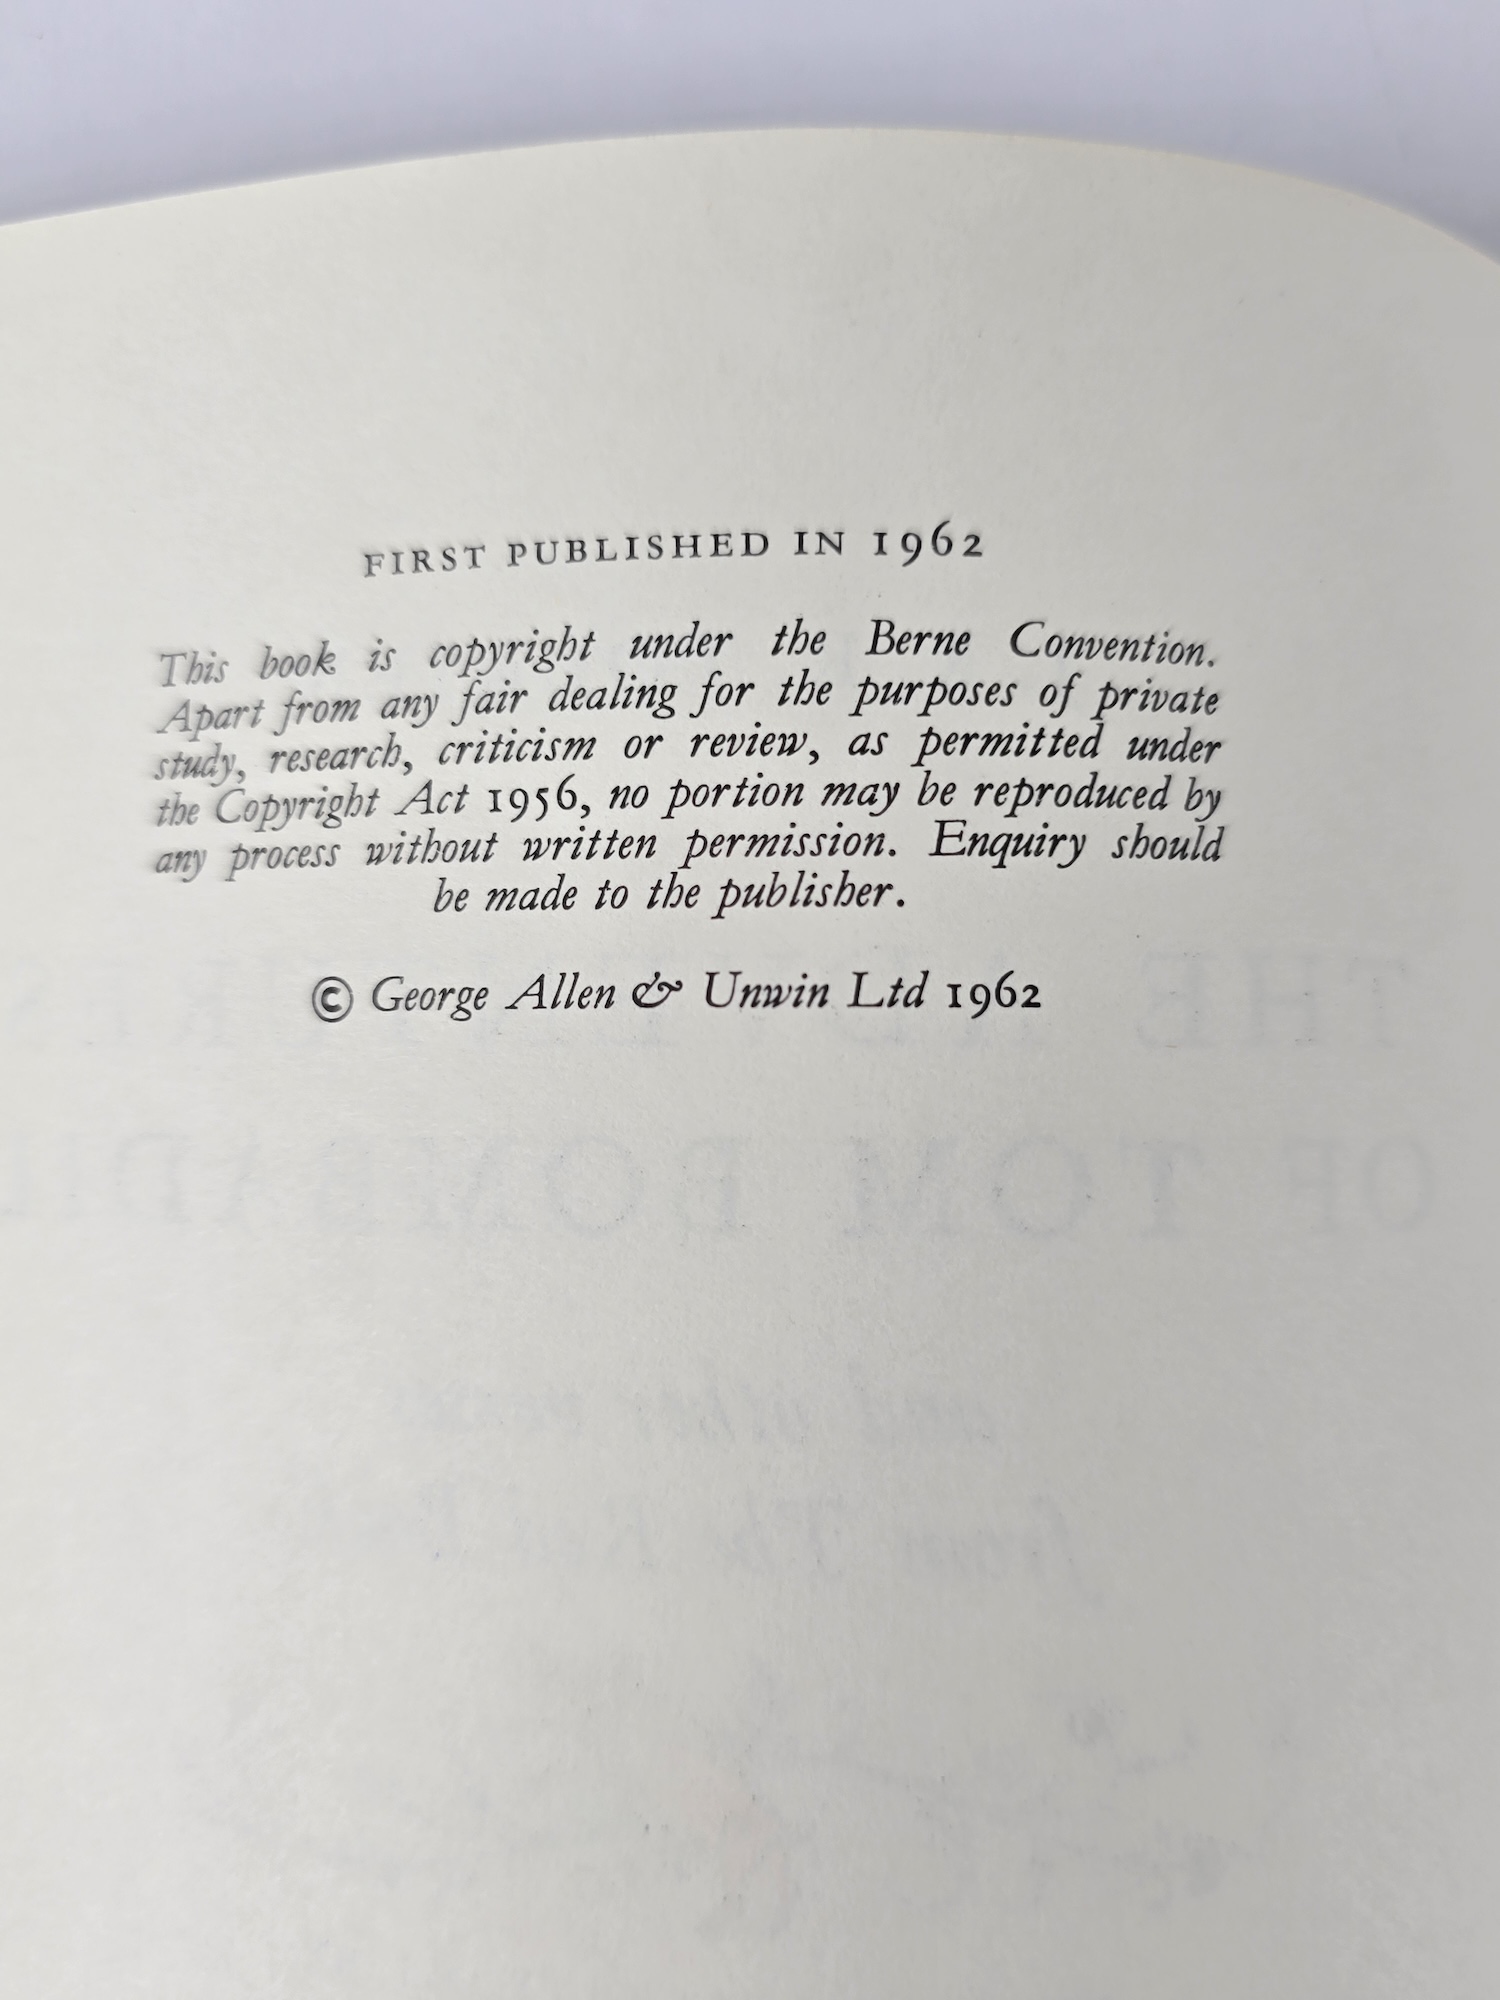 FIRST PUBLISHED IN 1962
This book is copyright under the Berne Convention.
Apart from any fair dealing for the purposes of private
study, research, criticism or review, as permitted under
the Copyright Act 1956, no portion may be reproduced by
any process without written permission. Enquiry should
be made to the publisher.
© George Allen & Unwin Ltd 1962